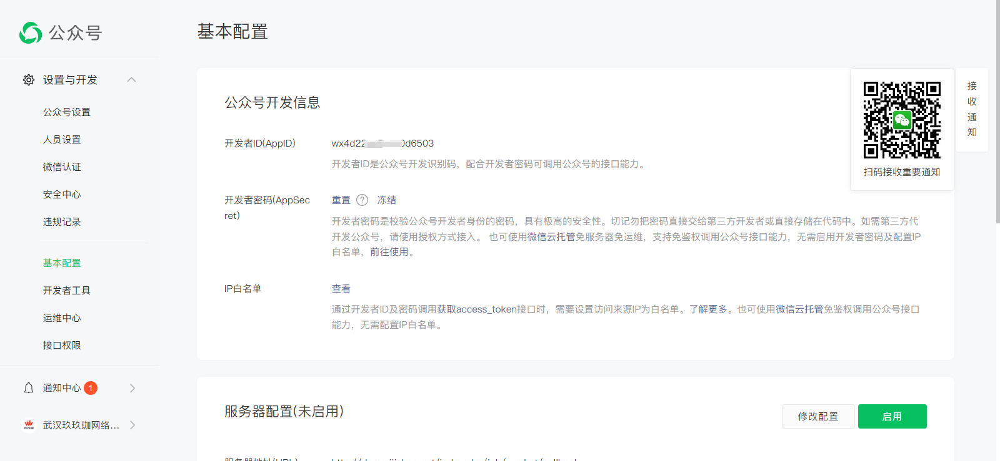 公众号
设置与开发
公众号设置
人员设置
微信认证
安全中心
违规记录
基本配置
开发者工具
运维中心
接口权限
通知中心 1
武汉玖玖珈网络...
基本配置
公众号开发信息
开发者ID(AppID)
wx4d22 0d6503
开发者ID是公众号开发识别码，配合开发者密码可调用公众号的接口能力。
开发者密码(AppSec
ret)
重置 ? 冻结
开发者密码是校验公众号开发者身份的密码，具有极高的安全性。切记勿把密码直接交给第三方开发者或直接存储在代码中。如需第三方代
开发公众号，请使用授权方式接入。 也可使用微信云托管免服务器免运维，支持免鉴权调用公众号接口能力，无需启用开发者密码及配置IP
白名单，前往使用。
IP白名单
查看
通过开发者ID及密码调用获取access_token接口时，需要设置访问来源IP为白名单。了解更多。也可使用微信云托管免鉴权调用公众号接口
能力，无需配置IP白名单。
扫码接收重要通知
接
收
通
知
服务器配置(未启用)
修改配置
启用
服务器地址(URL)